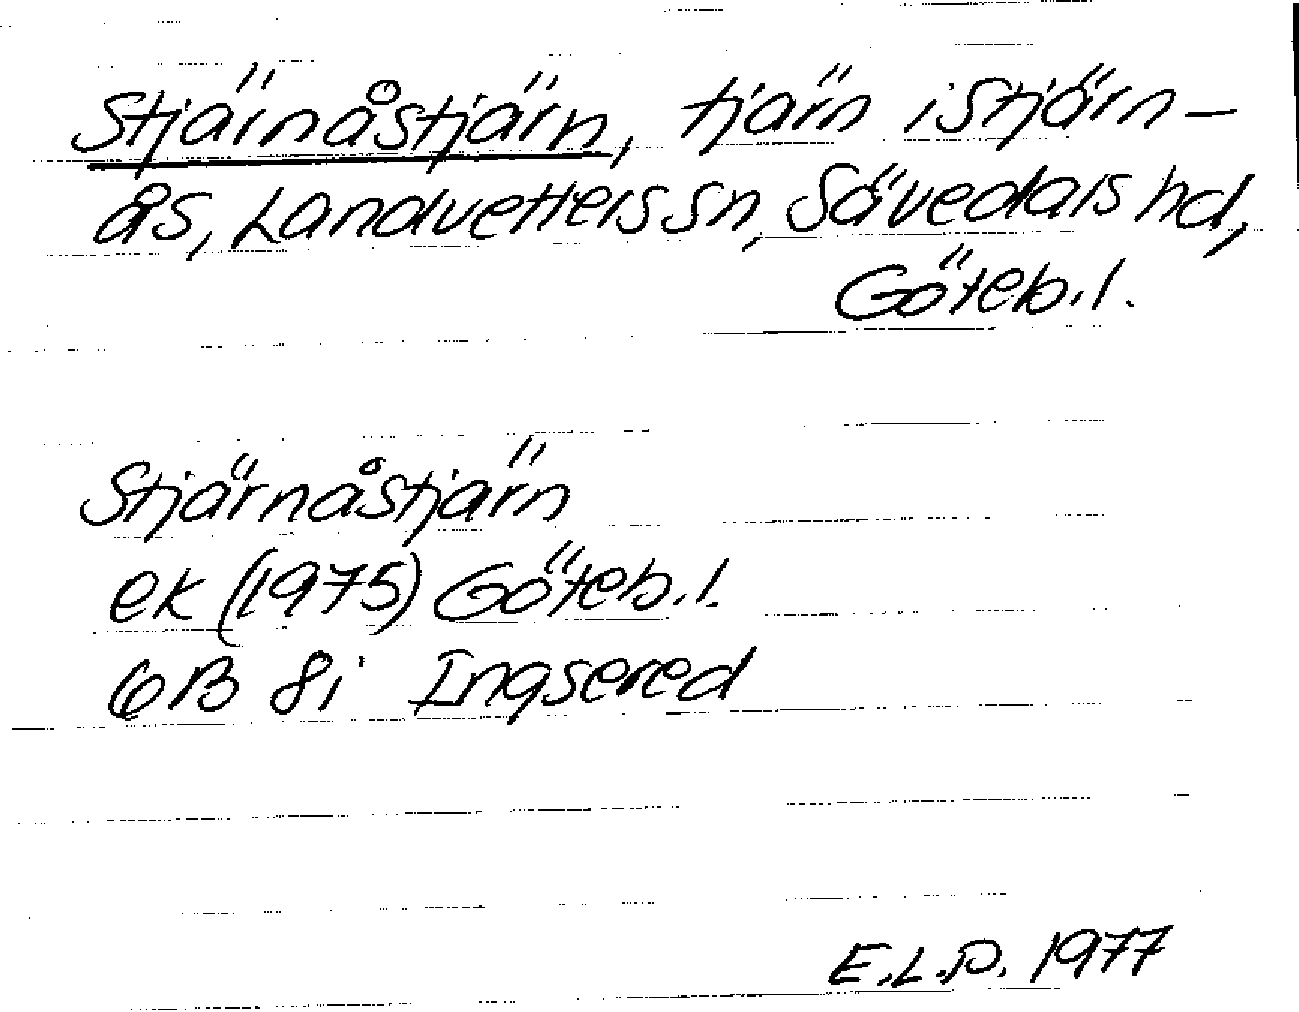 Stjärnåstjärn, tjärn i Stjärn-
ås, Landvetters sn, Sävedals hd,
Göteb.l.
Stjärnåstjärn
ek (1975) Göteb.l.
6B 8i Ingsered
E.L.P. 1977